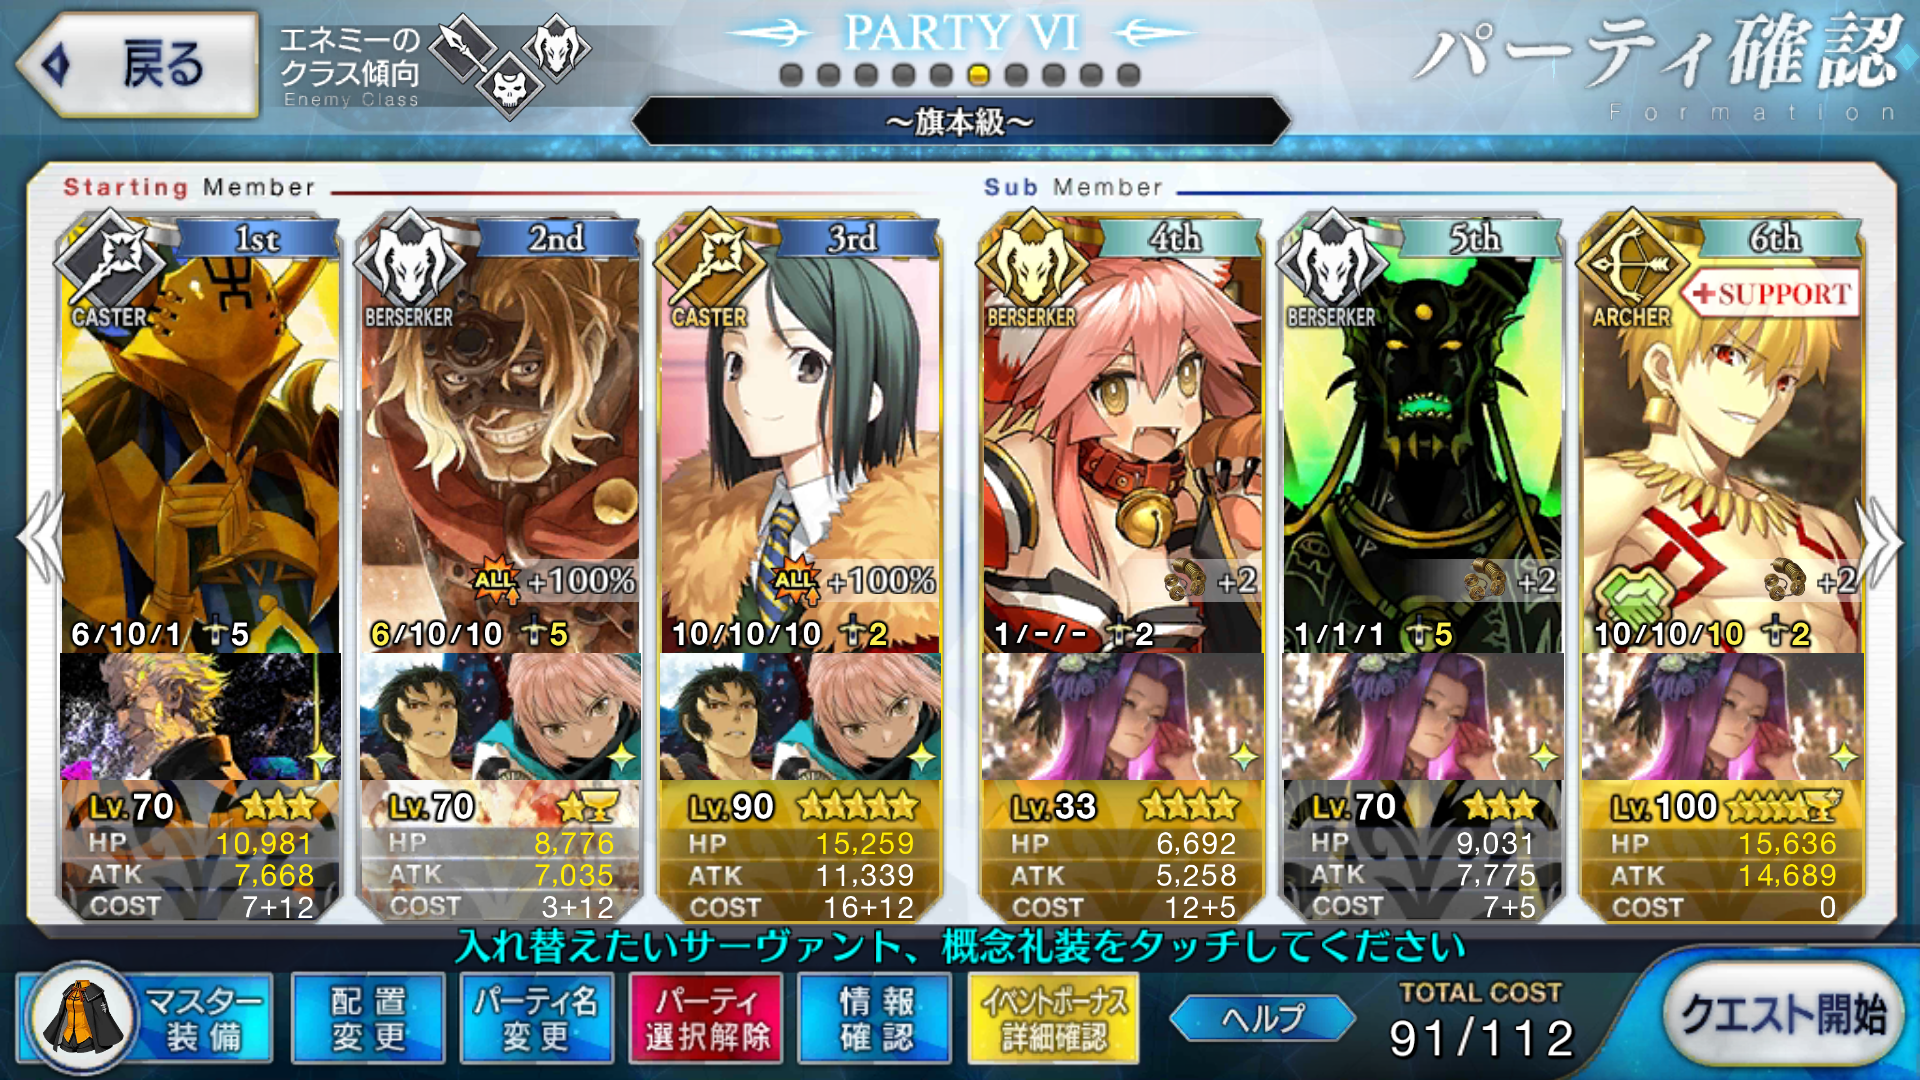 戻る
エネミーの
クラス傾向
Enemy Class
PARTY VI
～旗本級～
パーティ確認
Formation
Starting Member
Sub Member
1st
CASTER
6/10/1 5
Lv.70
HP 10,981
ATK 7,668
COST 7+12
2nd
BERSERKER
ALL +100%
6/10/10 5
Lv.70
HP 8,776
ATK 7,035
COST 3+12
3rd
CASTER
ALL +100%
10/10/10 2
Lv.90
HP 15,259
ATK 11,339
COST 16+12
4th
BERSERKER
+2
1/-/- 2
Lv.33
HP 6,692
ATK 5,258
COST 12+5
5th
BERSERKER
+2
1/1/1 5
Lv.70
HP 9,031
ATK 7,775
COST 7+5
6th
+SUPPORT
ARCHER
+2
10/10/10 2
Lv.100
HP 15,636
ATK 14,689
COST 0
入れ替えたいサーヴァント、概念礼装をタッチしてください
マスター
装備
配置
変更
パーティ名
変更
パーティ
選択解除
情報
確認
イベントボーナス
詳細確認
ヘルプ
TOTAL COST
91/112
クエスト開始